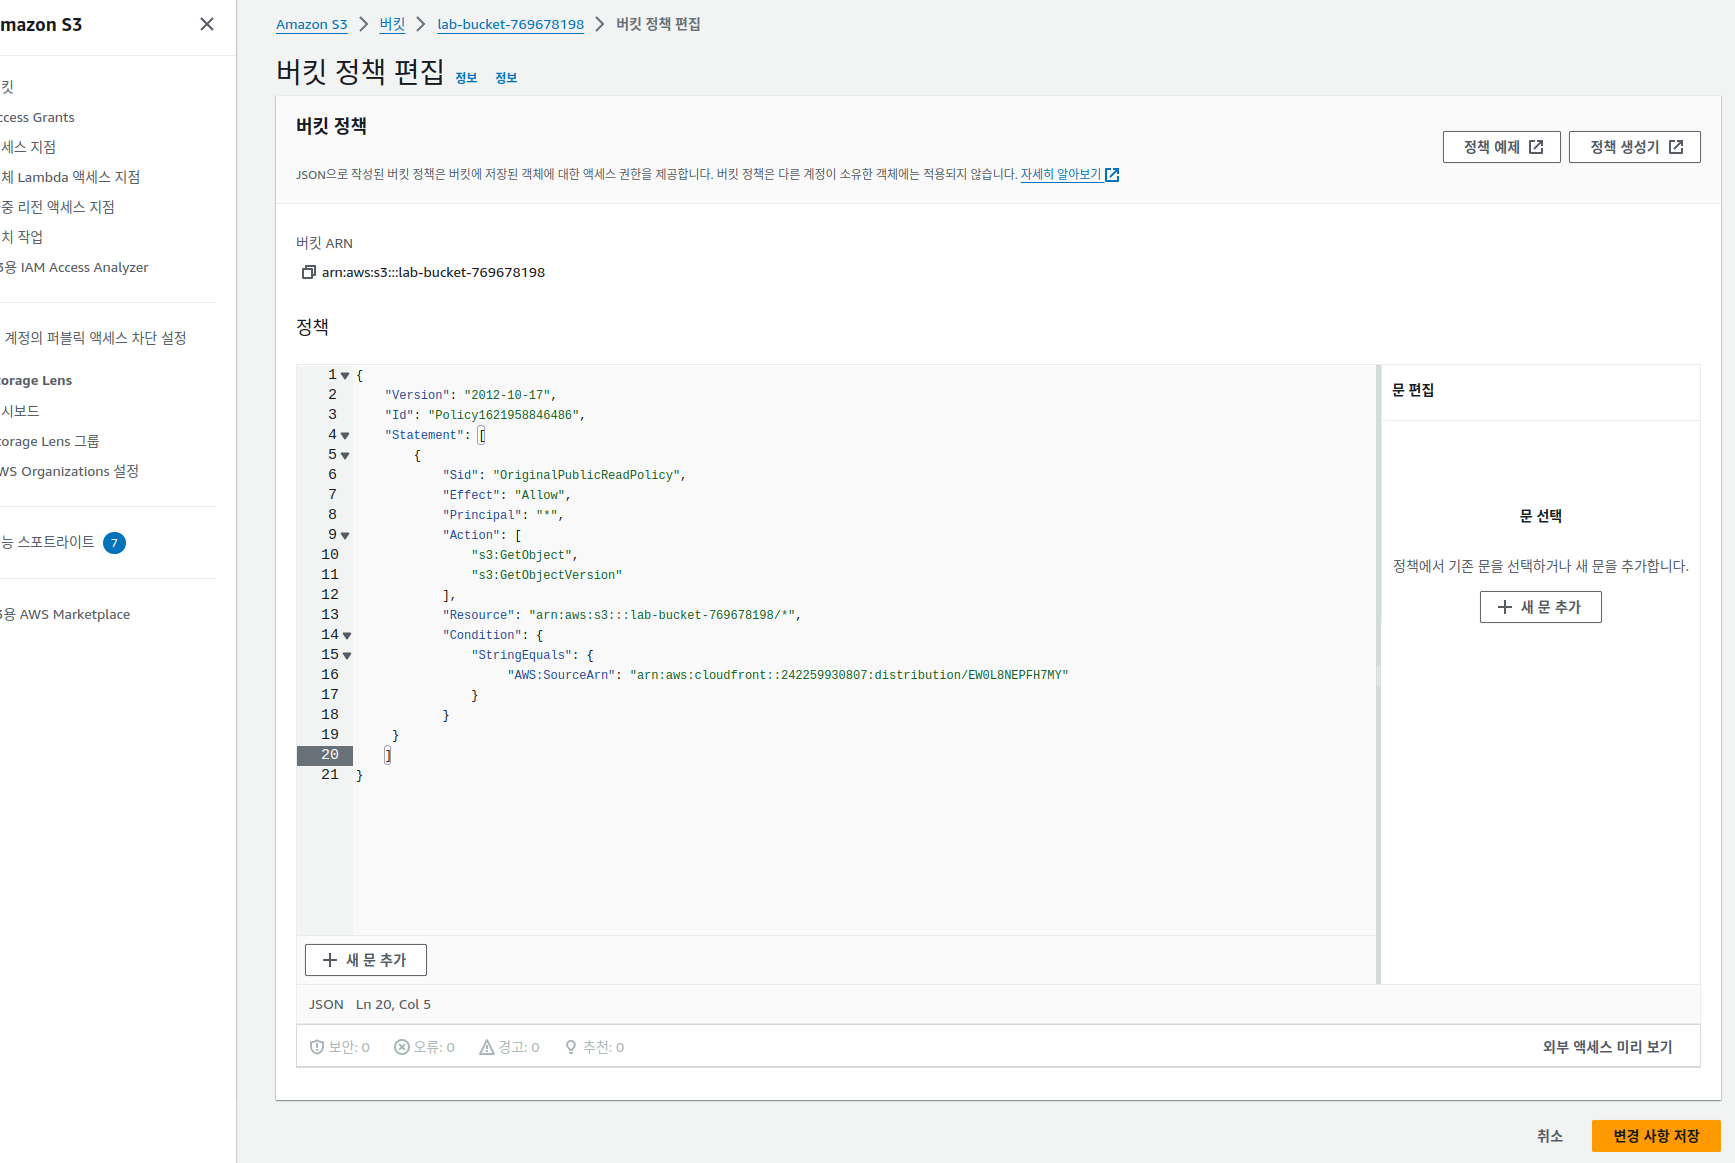 mazon S3
킷
ccess Grants
세스 지점
체 Lambda 액세스 지점
중 리전 액세스 지점
치 작업
3용 IAM Access Analyzer
계정의 퍼블릭 액세스 차단 설정
torage Lens
시보드
torage Lens 그룹
WS Organizations 설정
능 스포트라이트 7
3용 AWS Marketplace
Amazon S3 > 버킷 > lab-bucket-769678198 > 버킷 정책 편집
버킷 정책 편집 정보 정보
버킷 정책
정책 예제 정책 생성기
JSON으로 작성된 버킷 정책은 버킷에 저장된 객체에 대한 액세스 권한을 제공합니다. 버킷 정책은 다른 계정이 소유한 객체에는 적용되지 않습니다. 자세히 알아보기
버킷 ARN
arn:aws:s3:::lab-bucket-769678198
정책
1 {
2 "Version": "2012-10-17",
3 "Id": "Policy1621958846486",
4 "Statement": [
5 {
6 "Sid": "OriginalPublicReadPolicy",
7 "Effect": "Allow",
8 "Principal": "*",
9 "Action": [
10 "s3:GetObject",
11 "s3:GetObjectVersion"
12 ],
13 "Resource": "arn:aws:s3:::lab-bucket-769678198/*",
14 "Condition": {
15 "StringEquals": {
16 "AWS:SourceArn": "arn:aws:cloudfront::242259930807:distribution/EW0L8NEPFH7MY"
17 }
18 }
19 }
20 ]
21 }
문 편집
문 선택
정책에서 기존 문을 선택하거나 새 문을 추가합니다.
새 문 추가
새 문 추가
JSON Ln 20, Col 5
보안: 0 오류: 0 경고: 0 추천: 0
외부 액세스 미리 보기
취소 변경 사항 저장